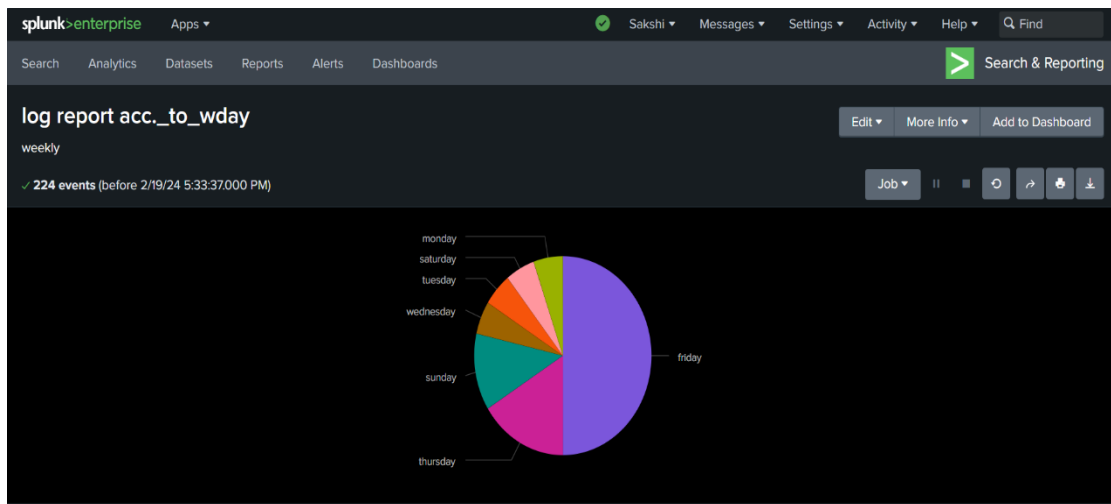 splunk>enterprise Apps Sakshi Messages Settings Activity Help Find
Search Analytics Datasets Reports Alerts Dashboards Search & Reporting
log report acc._to_wday
Edit More Info Add to Dashboard
weekly
224 events (before 2/19/24 5:33:37.000 PM)
Job
monday
saturday
tuesday
wednesday
friday
sunday
thursday